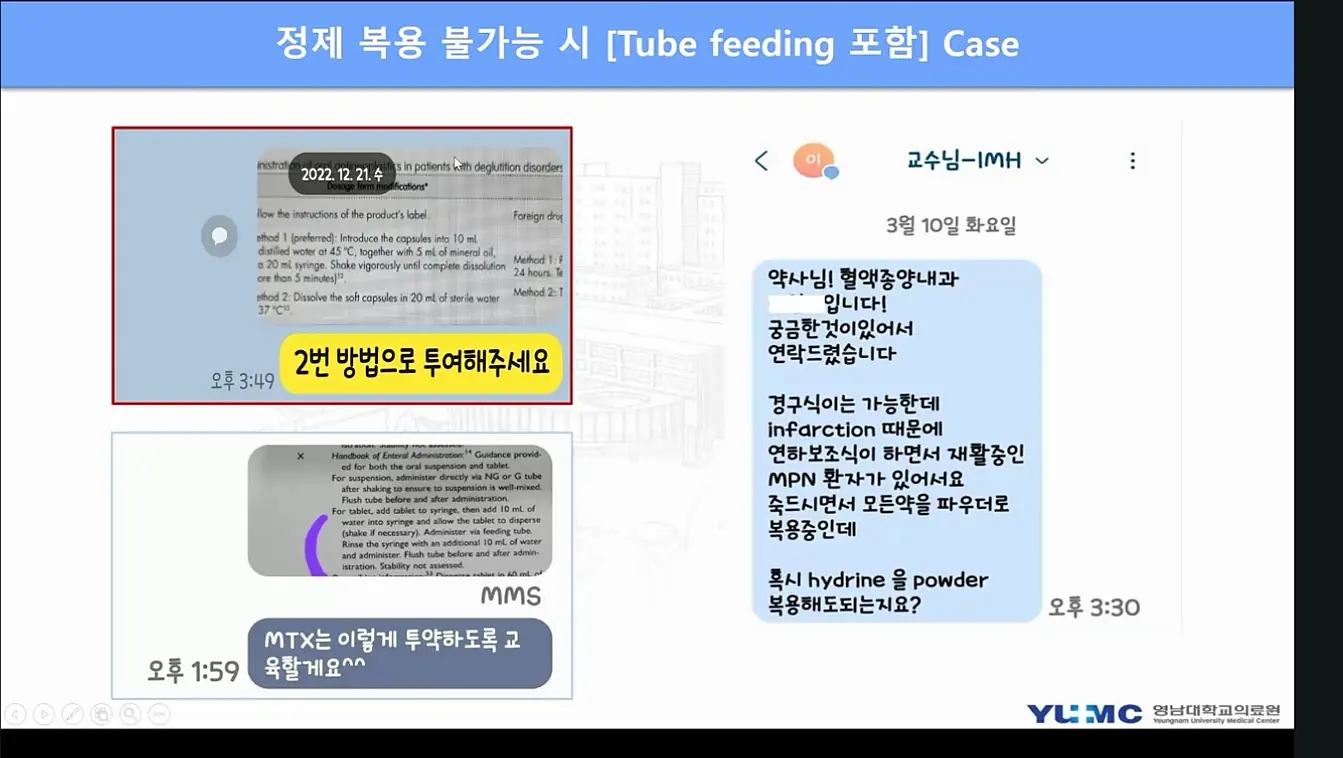 정제 복용 불가능 시 [Tube feeding 포함] Case
in patients with deglutition disorders
2022. 12. 21. 수
Dosage form modifications*
llow the instructions of the product's label.
Foreign drug
ethod 1 (preferred): Introduce the capsules into 10 mL
distilled water at 45 °C, together with 5 mL of mineral oil,
a 20 mL syringe. Shake vigorously until complete dissolution
ore than 5 minutes)
Method 1:
24 hours. Te
ethod 2: Dissolve the soft capsules in 20 mL of sterile water
37 °C
Method 2: T
2번 방법으로 투여해주세요
오후 3:49
istration. Stability not assessed.
Handbook of Enteral Administration:14 Guidance provid-
ed for both the oral suspension and tablet.
For suspension, administer directly via NG or G tube
after shaking to ensure to suspension is well-mixed.
Flush tube before and after administration.
For tablet, add tablet to syringe, then add 10 mL of
water into syringe and allow the tablet to disperse
(shake if necessary). Administer via feeding tube.
Rinse the syringe with an additional 10 mL of water
and administer. Flush tube before and after admin-
istration. Stability not assessed.
tablet in 60 mL of
MMS
MTX는 이렇게 투약하도록 교
육할게요^^
오후 1:59
이
교수님-IMH
3월 10일 화요일
약사님! 혈액종양내과
입니다!
궁금한것이있어서
연락드렸습니다
경구식이는 가능한데
infarction 때문에
연하보조식이 하면서 재활중인
MPN 환자가 있어서요
죽드시면서 모든약을 파우더로
복용중인데
혹시 hydrine 을 powder
복용해도되는지요?
오후 3:30
YUMC 영남대학교의료원
Youngnam University Medical Center